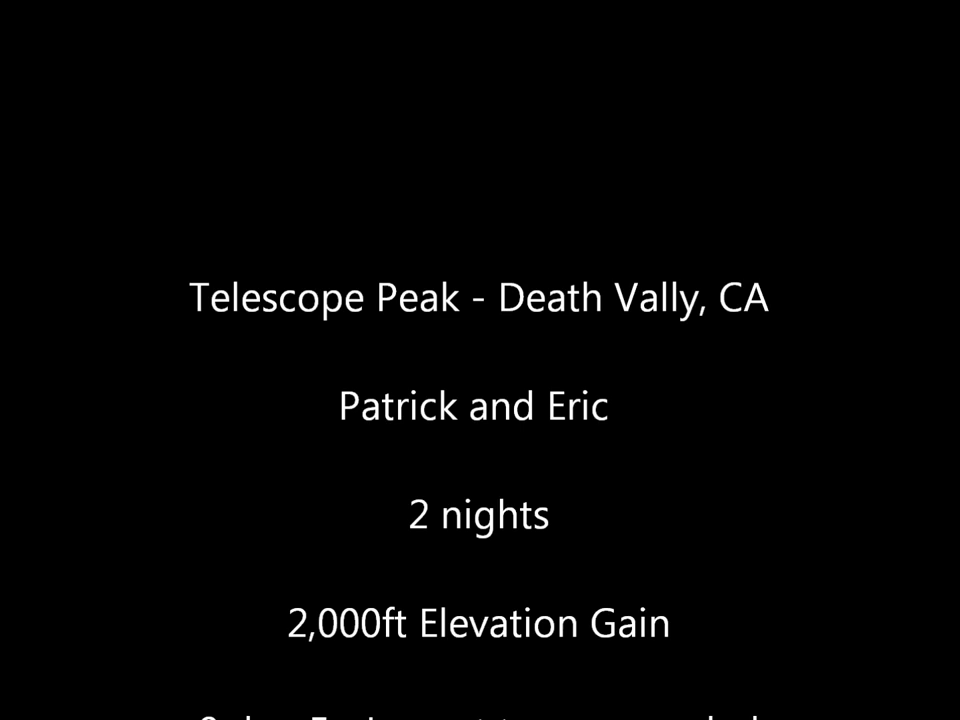 Telescope Peak - Death Vally, CA
Patrick and Eric
2 nights
2,000ft Elevation Gain